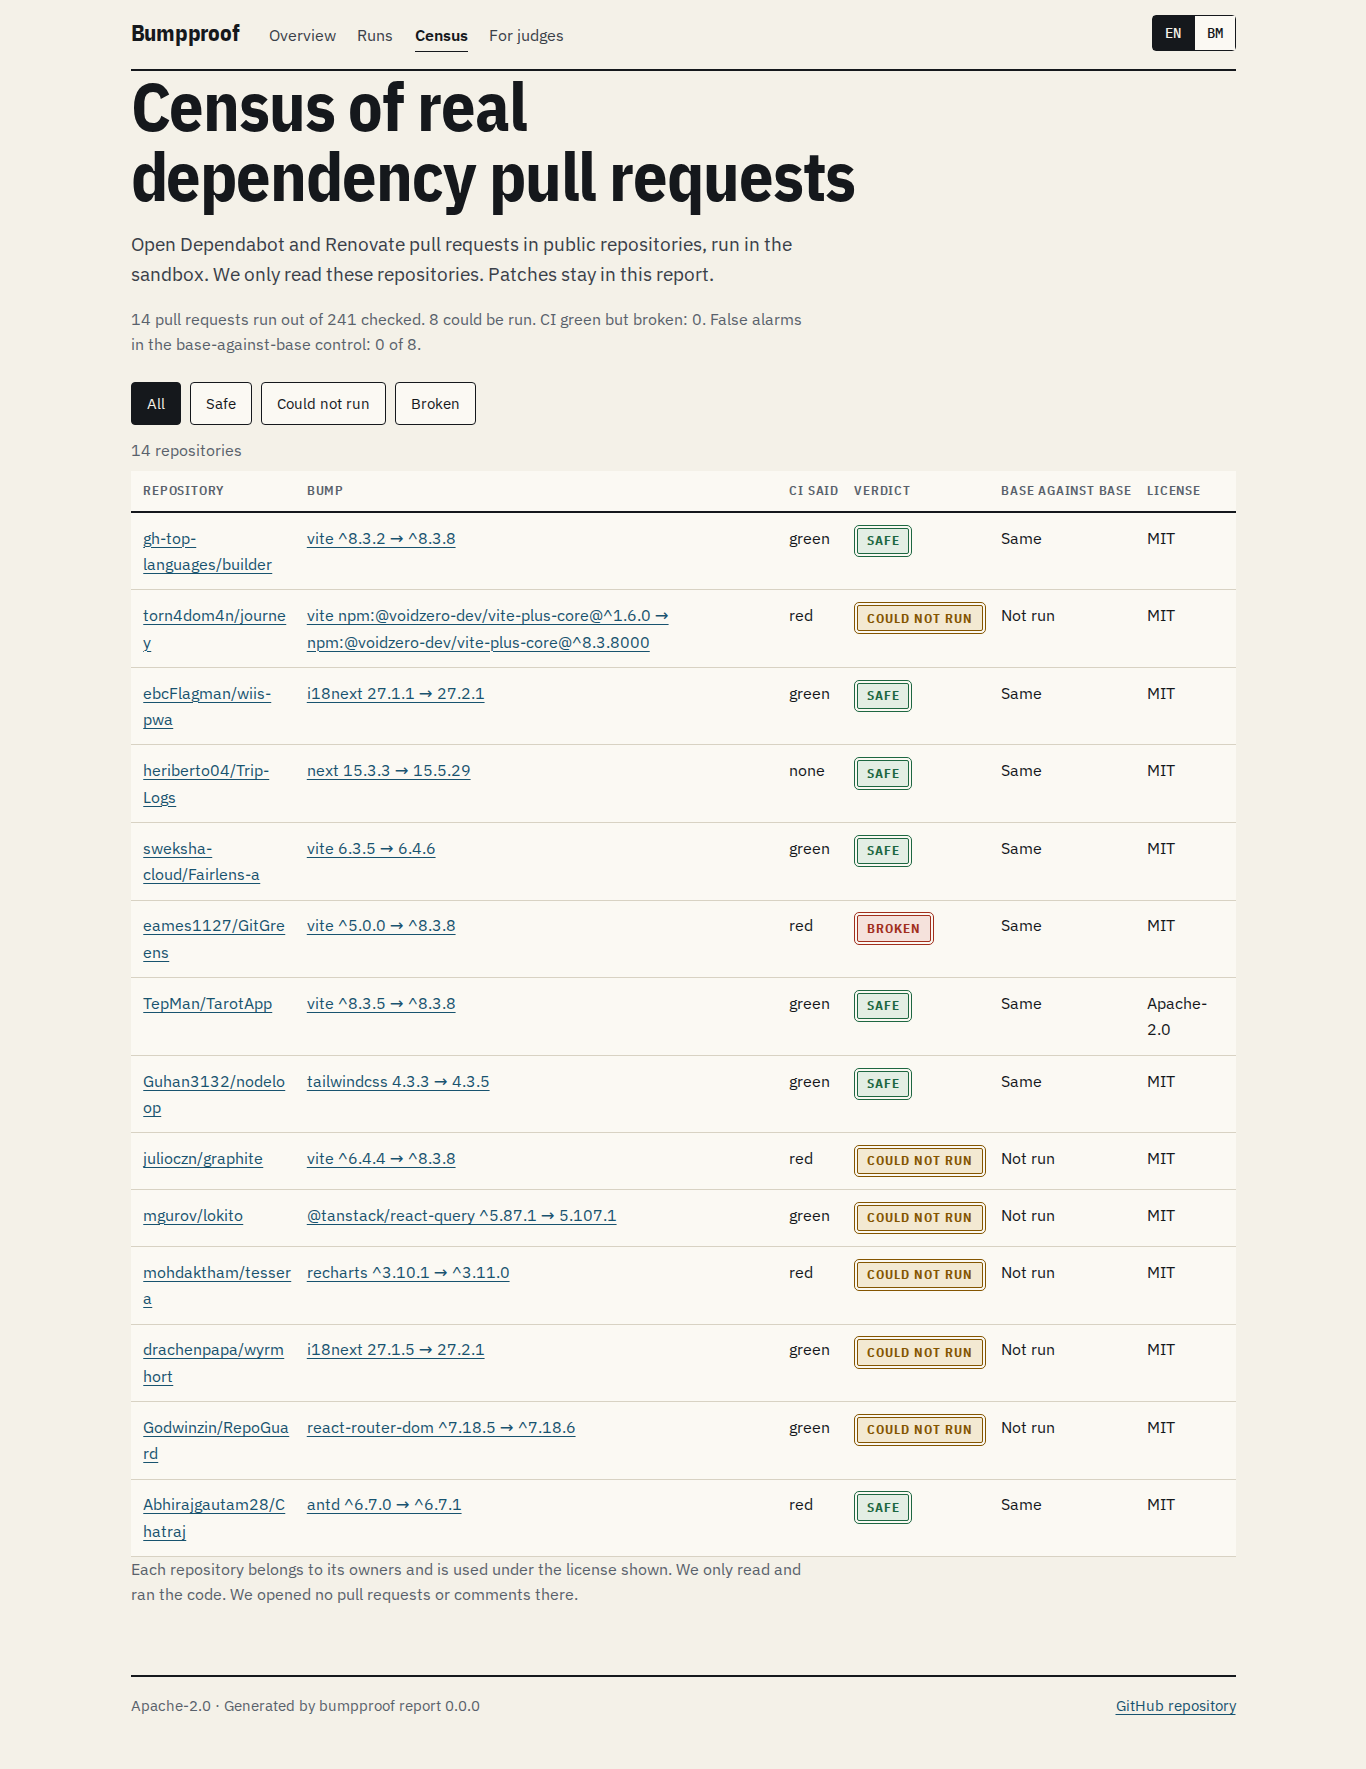 Bumpproof Overview Runs Census For judges EN BM
Census of real
dependency pull requests
Open Dependabot and Renovate pull requests in public repositories, run in the
sandbox. We only read these repositories. Patches stay in this report.
14 pull requests run out of 241 checked. 8 could be run. CI green but broken: 0. False alarms
in the base-against-base control: 0 of 8.
All Safe Could not run Broken
14 repositories
REPOSITORY BUMP CI SAID VERDICT BASE AGAINST BASE LICENSE
gh-top- vite ^8.3.2 → ^8.3.8 green SAFE Same MIT
languages/builder
torn4dom4n/journe vite npm:@voidzero-dev/vite-plus-core@^1.6.0 → red COULD NOT RUN Not run MIT
y npm:@voidzero-dev/vite-plus-core@^8.3.8000
ebcFlagman/wiis- i18next 27.1.1 → 27.2.1 green SAFE Same MIT
pwa
heriberto04/Trip- next 15.3.3 → 15.5.29 none SAFE Same MIT
Logs
sweksha- vite 6.3.5 → 6.4.6 green SAFE Same MIT
cloud/Fairlens-a
eames1127/GitGre vite ^5.0.0 → ^8.3.8 red BROKEN Same MIT
ens
TepMan/TarotApp vite ^8.3.5 → ^8.3.8 green SAFE Same Apache-
2.0
Guhan3132/nodelo tailwindcss 4.3.3 → 4.3.5 green SAFE Same MIT
op
julioczn/graphite vite ^6.4.4 → ^8.3.8 red COULD NOT RUN Not run MIT
mgurov/lokito @tanstack/react-query ^5.87.1 → 5.107.1 green COULD NOT RUN Not run MIT
mohdaktham/tesser recharts ^3.10.1 → ^3.11.0 red COULD NOT RUN Not run MIT
a
drachenpapa/wyrm i18next 27.1.5 → 27.2.1 green COULD NOT RUN Not run MIT
hort
Godwinzin/RepoGua react-router-dom ^7.18.5 → ^7.18.6 green COULD NOT RUN Not run MIT
rd
Abhirajgautam28/C antd ^6.7.0 → ^6.7.1 red SAFE Same MIT
hatraj
Each repository belongs to its owners and is used under the license shown. We only read and
ran the code. We opened no pull requests or comments there.
Apache-2.0 · Generated by bumpproof report 0.0.0 GitHub repository